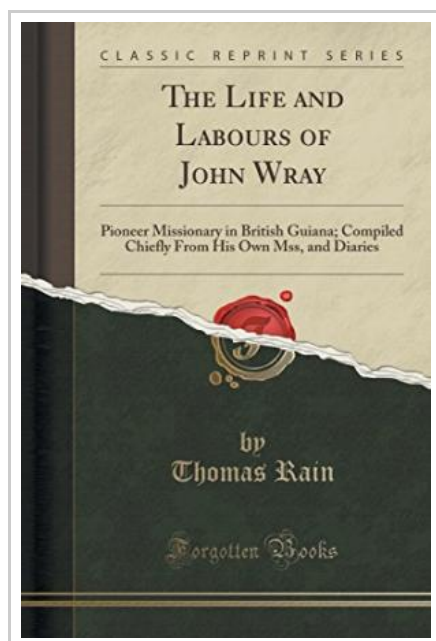 CLASSIC REPRINT SERIES
THE LIFE AND
LABOURS OF
JOHN WRAY
Pioneer Missionary in British Guiana; Compiled
Chiefly From His Own Mss, and Diaries
by
Thomas Rain
Forgotten Books